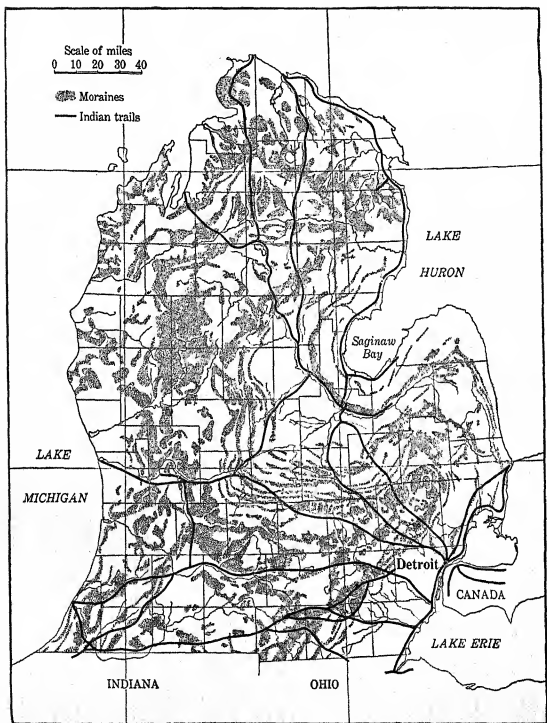 Scale of miles
0 10 20 30 40
Moraines
Indian trails
LAKE
HURON
Saginaw
Bay
LAKE
MICHIGAN
Detroit
CANADA
LAKE ERIE
INDIANA
OHIO